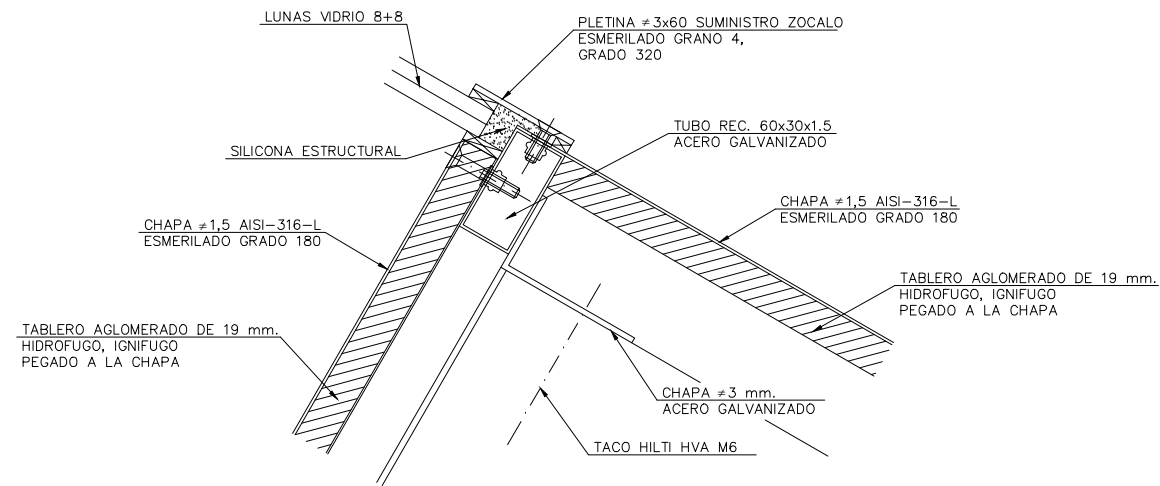 LUNAS VIDRIO 8+8
PLETINA ≠3x60 SUMINISTRO ZOCALO
ESMERILADO GRANO 4,
GRADO 320
TUBO REC. 60x30x1.5
ACERO GALVANIZADO
SILICONA ESTRUCTURAL
CHAPA ≠1,5 AISI-316-L
ESMERILADO GRADO 180
CHAPA ≠1,5 AISI-316-L
ESMERILADO GRADO 180
TABLERO AGLOMERADO DE 19 mm.
HIDROFUGO, IGNIFUGO
PEGADO A LA CHAPA
TABLERO AGLOMERADO DE 19 mm.
HIDROFUGO, IGNIFUGO
PEGADO A LA CHAPA
CHAPA ≠3 mm.
ACERO GALVANIZADO
TACO HILTI HVA M6